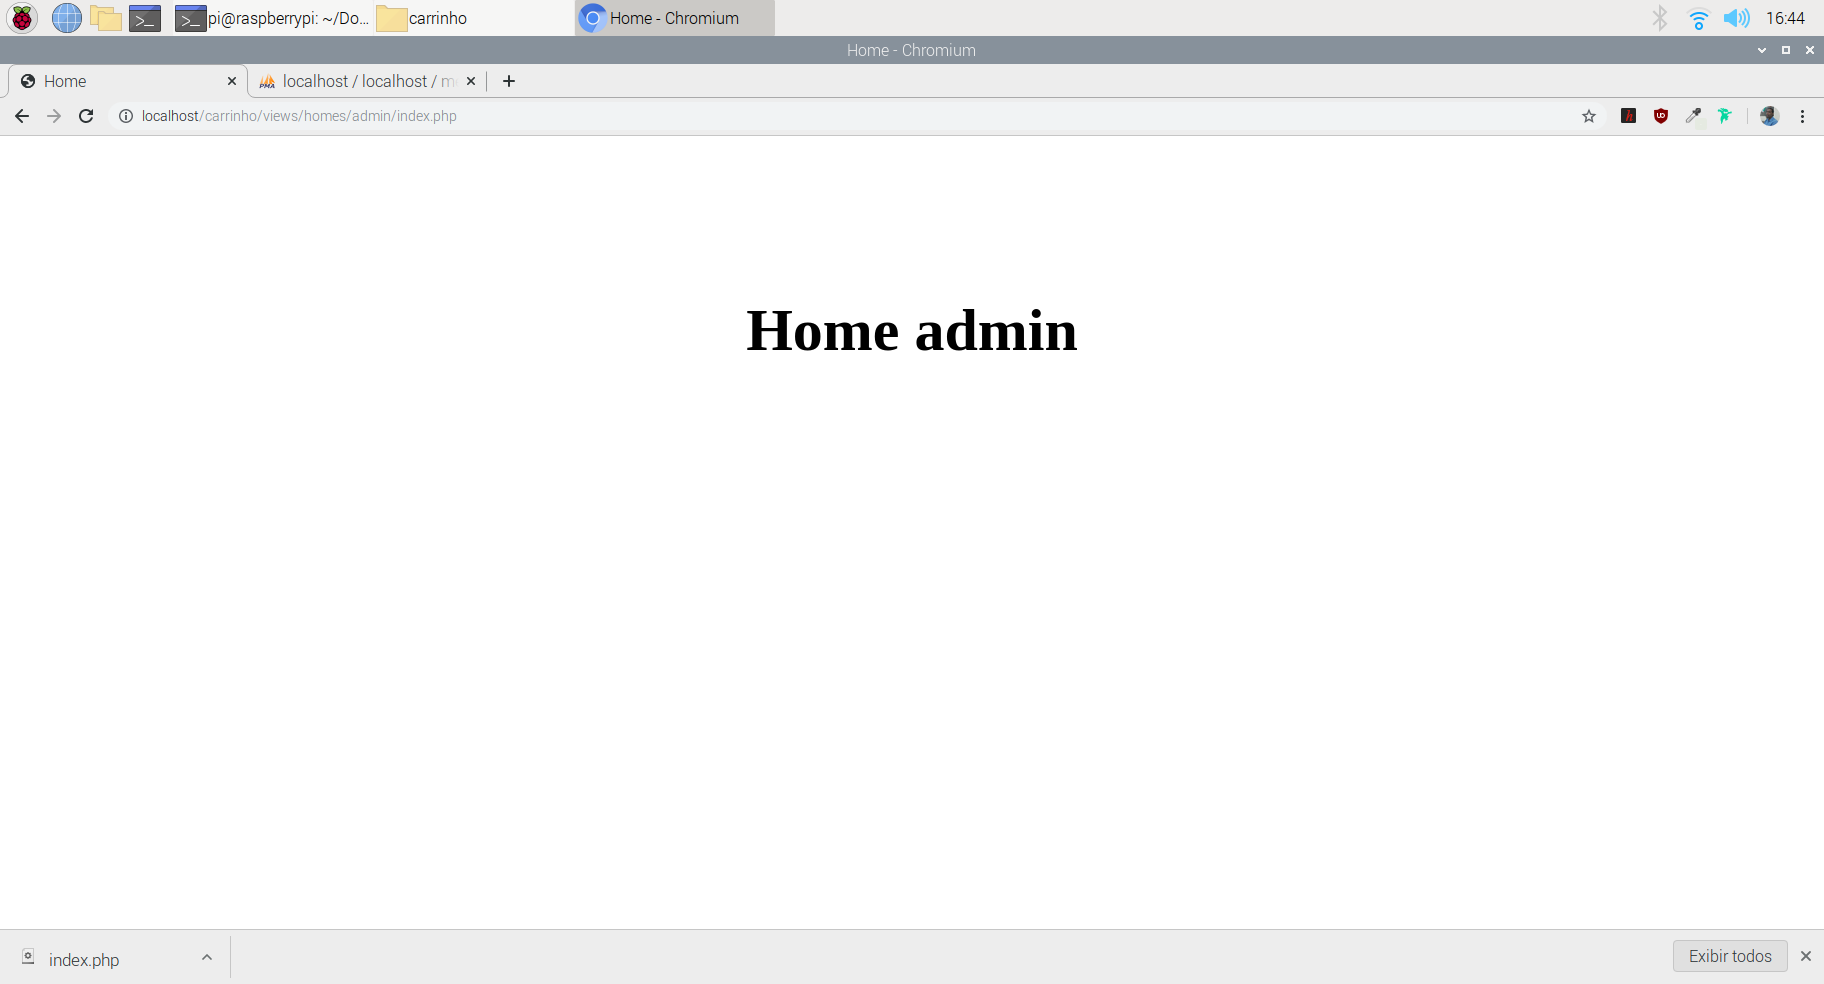 pi@raspberrypi: ~/Do...
carrinho
Home - Chromium
16:44
Home - Chromium
Home
PMA
localhost / localhost / m
localhost/carrinho/views/homes/admin/index.php
Home admin
index.php
Exibir todos